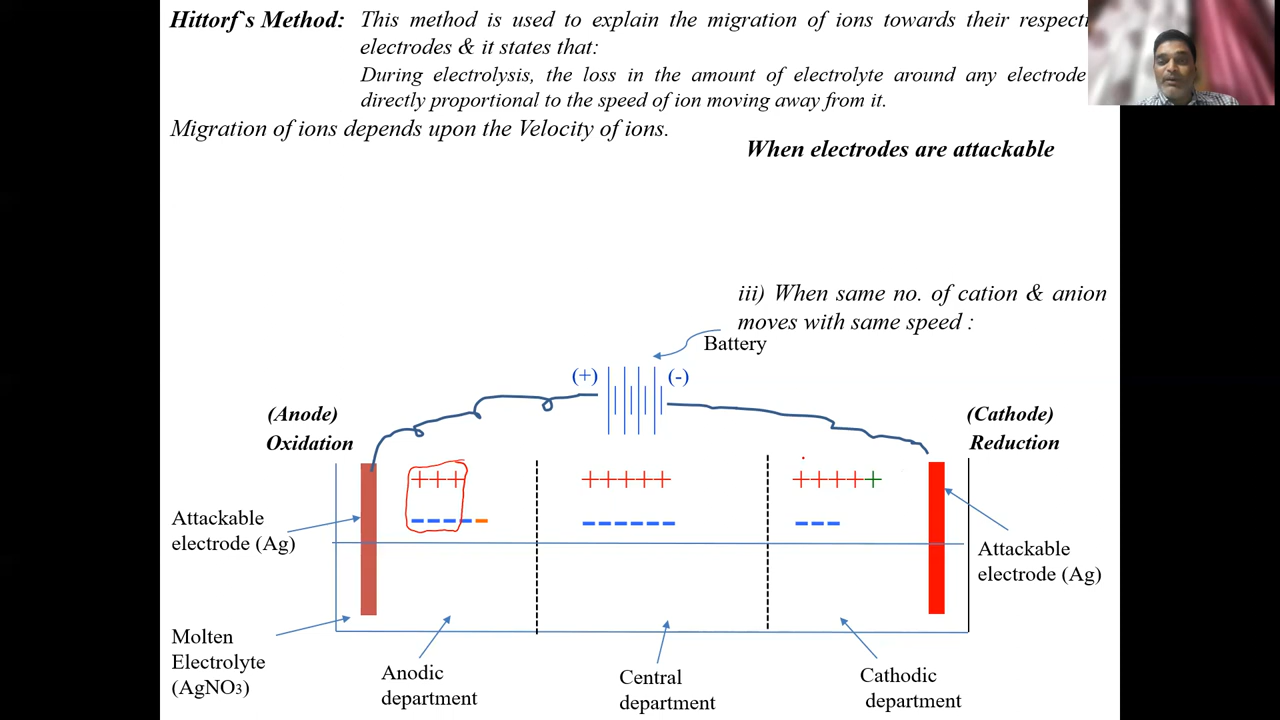 Hittorf's Method: This method is used to explain the migration of ions towards their respecti
electrodes & it states that:
During electrolysis, the loss in the amount of electrolyte around any electrode
directly proportional to the speed of ion moving away from it.
Migration of ions depends upon the Velocity of ions.
When electrodes are attackable
iii) When same no. of cation & anion
moves with same speed :
Battery
(+) (-)
(Anode)
Oxidation
(Cathode)
Reduction
+++ +++++ +++++
Attackable
electrode (Ag)
Attackable
electrode (Ag)
Molten
Electrolyte
(AgNO3)
Anodic
department
Central
department
Cathodic
department